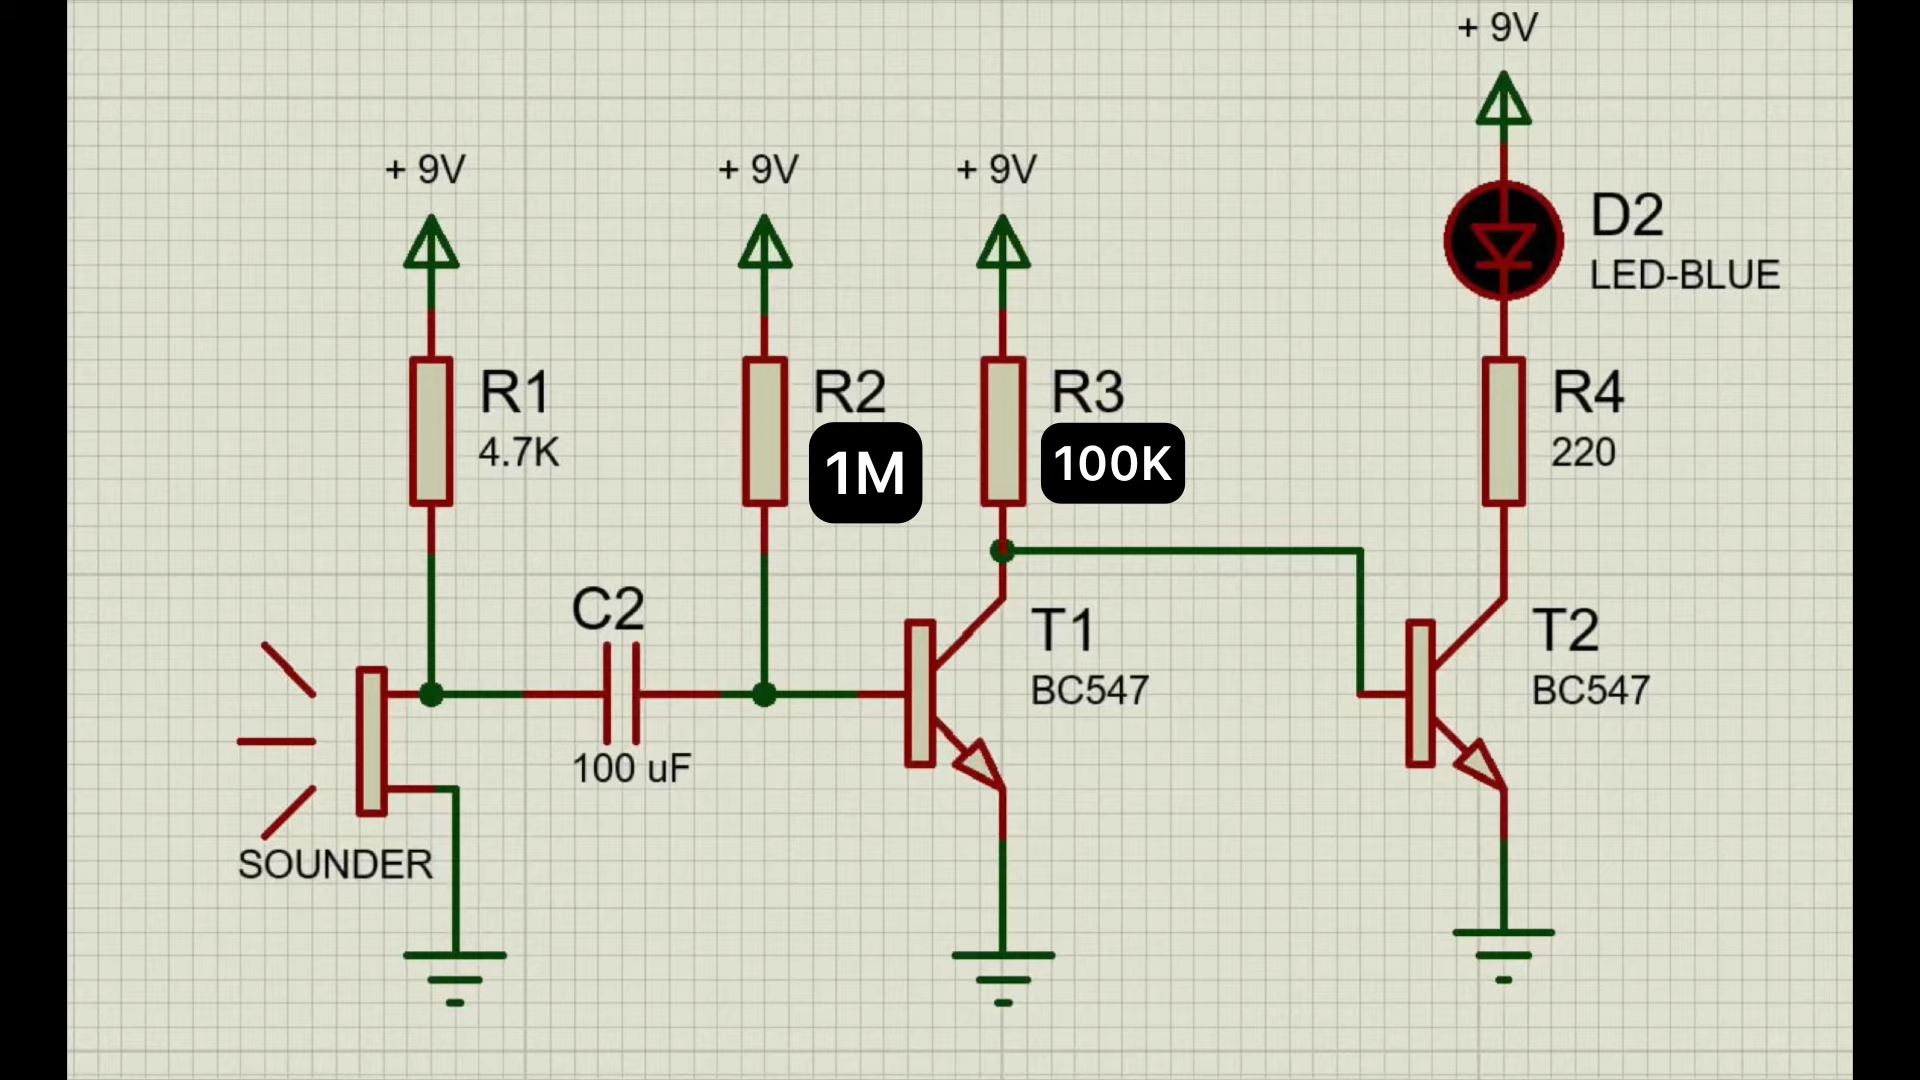 + 9V
+ 9V
+ 9V
+ 9V
D2
LED-BLUE
R1
4.7K
R2
1M
R3
100K
R4
220
C2
100 uF
T1
BC547
T2
BC547
SOUNDER